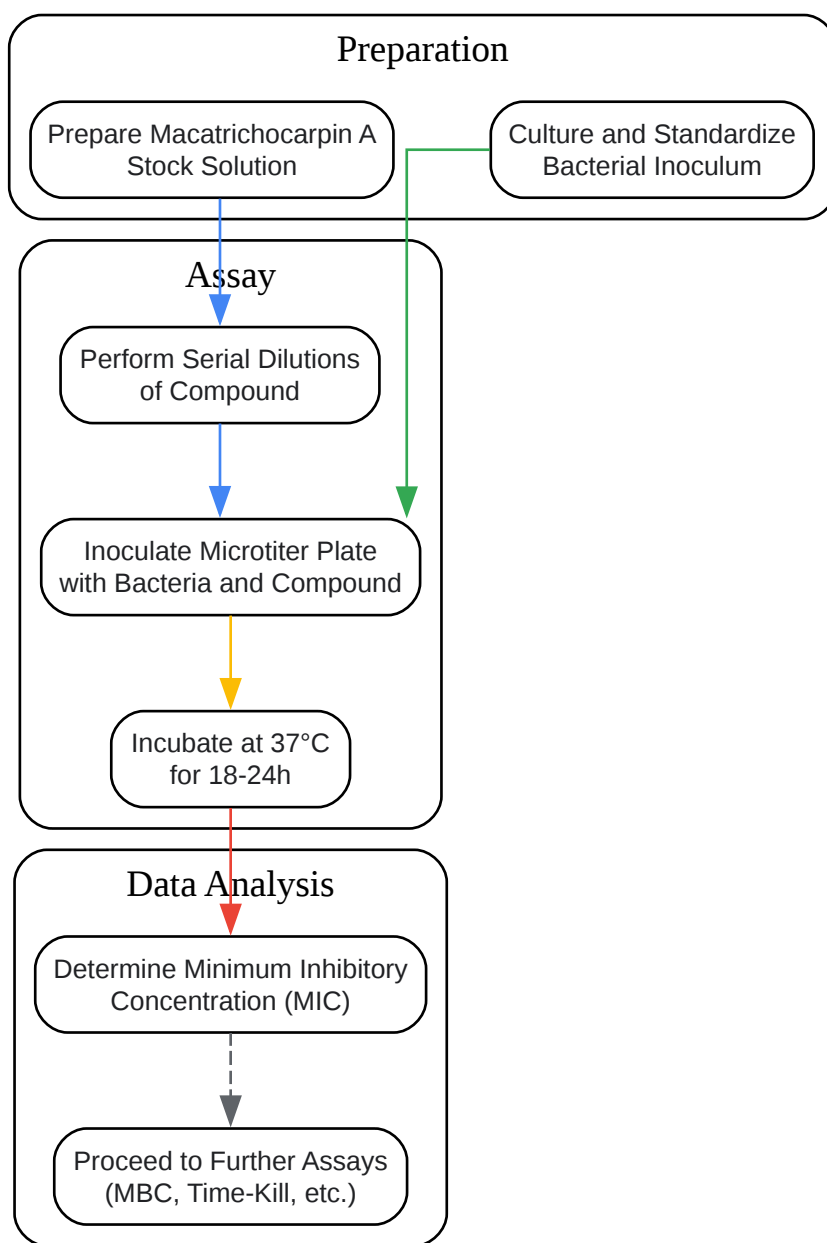 Preparation
Prepare Macatrichocarpin A
Stock Solution
Culture and Standardize
Bacterial Inoculum
Assay
Perform Serial Dilutions
of Compound
Inoculate Microtiter Plate
with Bacteria and Compound
Incubate at 37°C
for 18-24h
Data Analysis
Determine Minimum Inhibitory
Concentration (MIC)
Proceed to Further Assays
(MBC, Time-Kill, etc.)